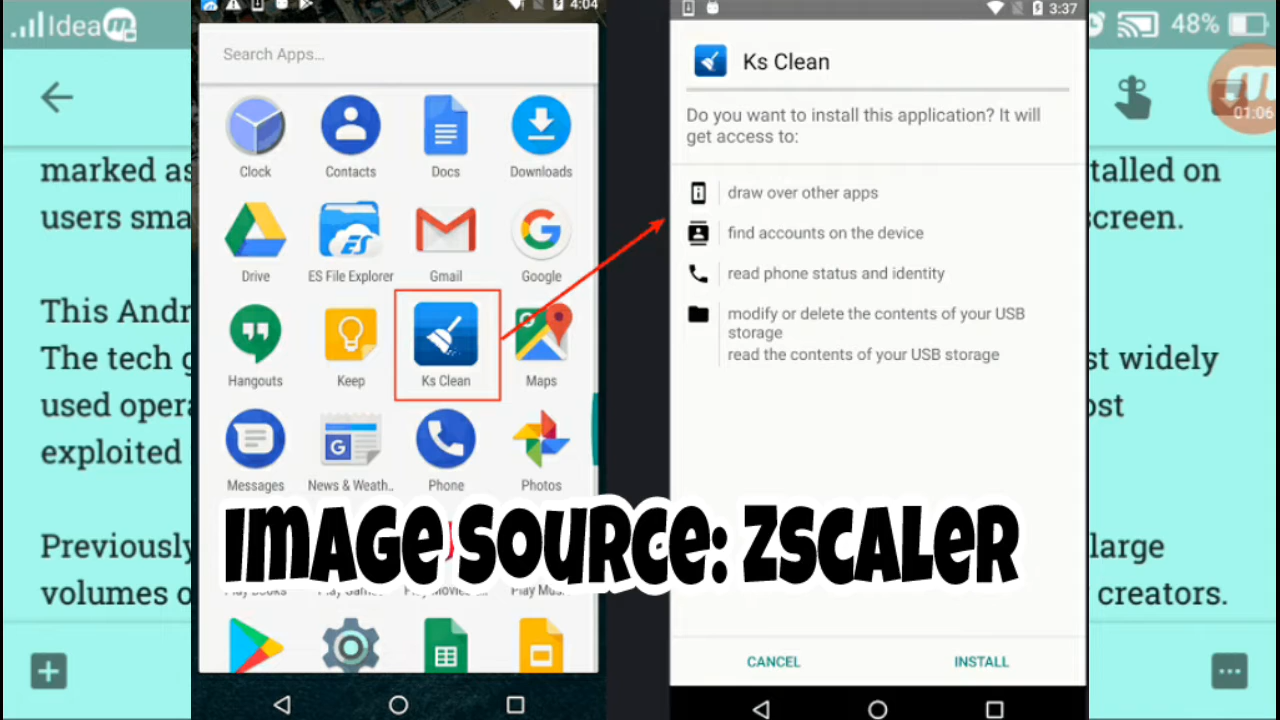 Idea
48%
01:06
marked as
users sma
This Andr
The tech g
used opera
exploited
Previously
volumes o
4:04
Search Apps...
Clock
Contacts
Docs
Downloads
Drive
ES File Explorer
Gmail
Google
Hangouts
Keep
Ks Clean
Maps
Messages
News & Weath..
Phone
Photos
3:37
Ks Clean
Do you want to install this application? It will
get access to:
draw over other apps
find accounts on the device
read phone status and identity
modify or delete the contents of your USB
storage
read the contents of your USB storage
CANCEL
INSTALL
talled on
screen.
st widely
ost
large
creators.
Image Source: Zscaler